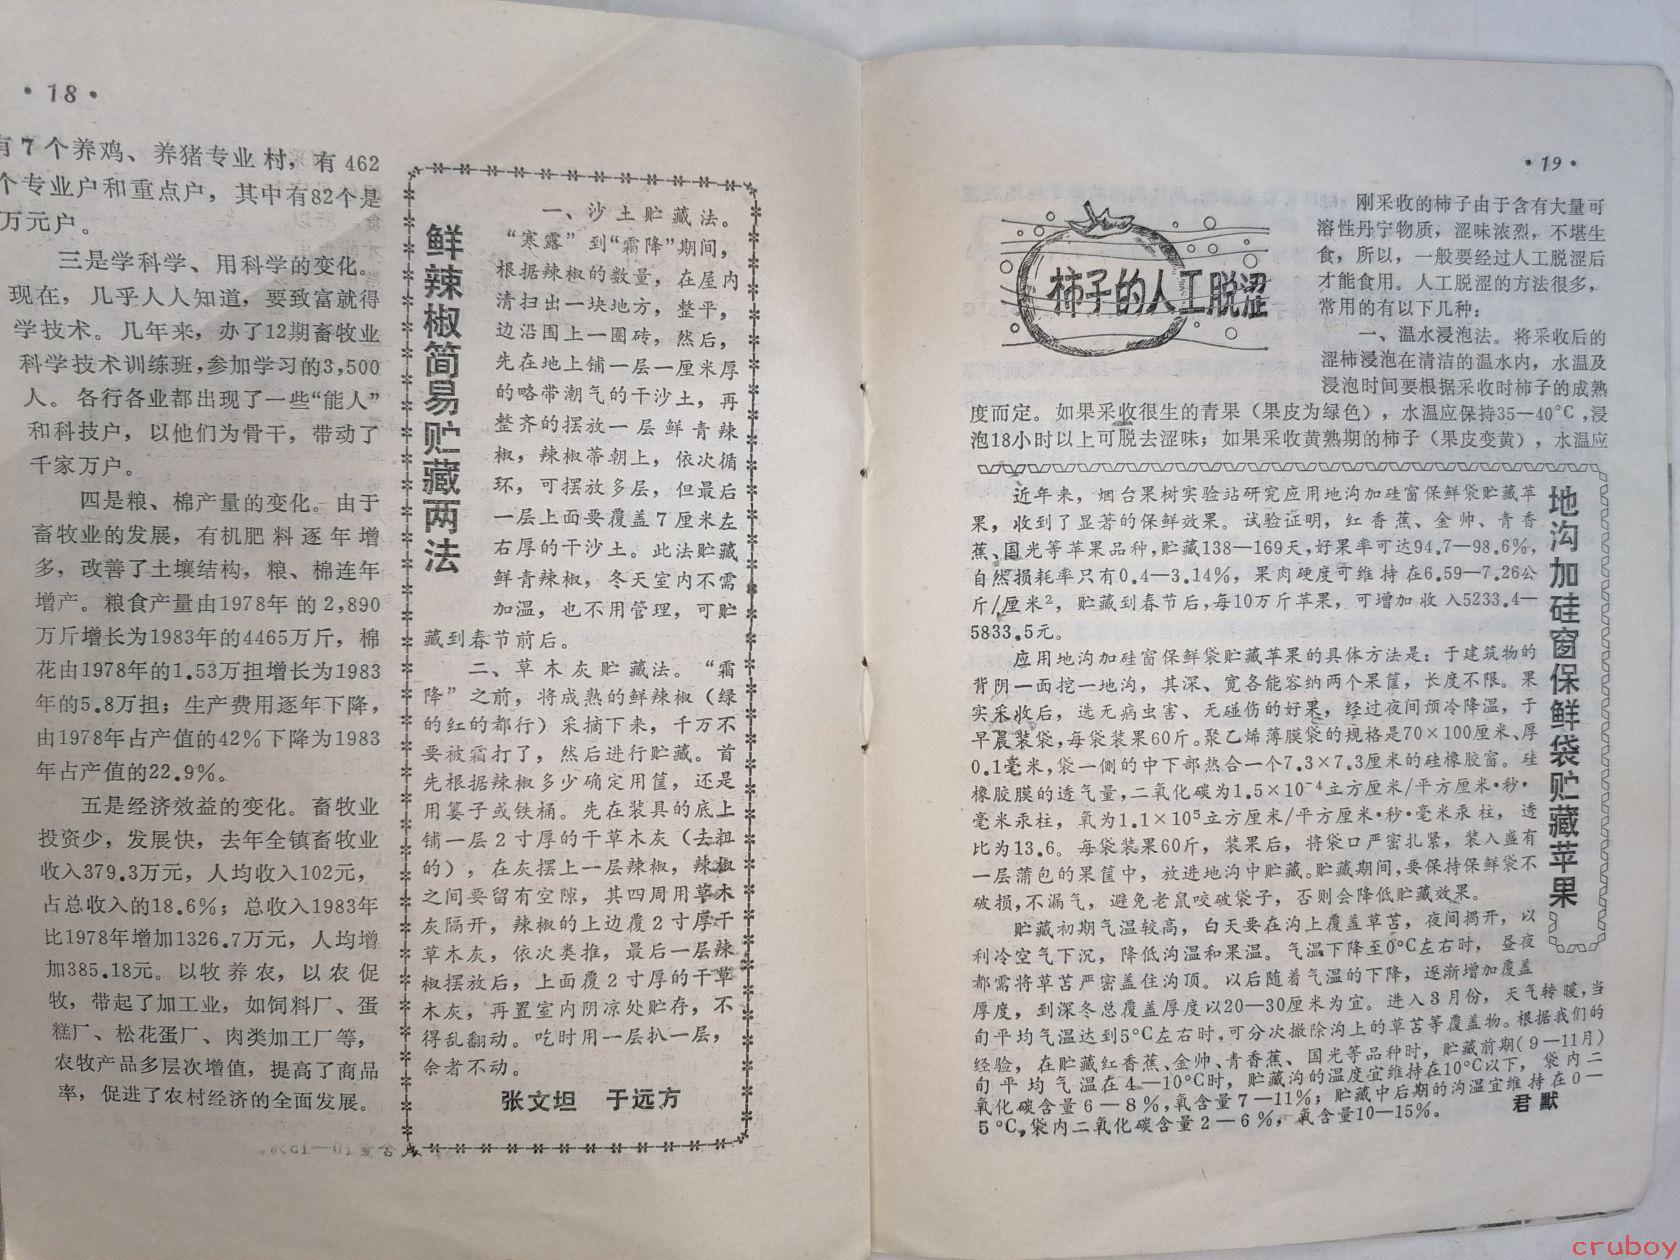 ·18·
有7个养鸡、养猪专业村，有462
个专业户和重点户，其中有82个是
万元户。
三是学科学、用科学的变化。
现在，几乎人人知道，要致富就得
学技术。几年来，办了12期畜牧业
科学技术训练班，参加学习的3,500
人。各行各业都出现了一些“能人”
和科技户，以他们为骨干，带动了
千家万户。
四是粮、棉产量的变化。由于
畜牧业的发展，有机肥料逐年增
多，改善了土壤结构，粮、棉连年
增产。粮食产量由1978年的2,890
万斤增长为1983年的4465万斤，棉
花由1978年的1.53万担增长为1983
年的5.8万担；生产费用逐年下降，
由1978年占产值的42%下降为1983
年占产值的22.9%。
五是经济效益的变化。畜牧业
投资少，发展快，去年全镇畜牧业
收入379.3万元，人均收入102元，
占总收入的18.6%；总收入1983年
比1978年增加1326.7万元，人均增
加385.18元。以牧养农，以农促
牧，带起了加工业，如饲料厂、蛋
糕厂、松花蛋厂、肉类加工厂等，
农牧产品多层次增值，提高了商品
率，促进了农村经济的全面发展。
鲜辣椒简易贮藏两法
一、沙土贮藏法。
“寒露”到“霜降”期间，
根据辣椒的数量，在屋内
清扫出一块地方，整平，
边沿围上一圈砖，然后，
先在地上铺一层一厘米厚
的略带潮气的干沙土，再
整齐的摆放一层鲜青辣
椒，辣椒蒂朝上，依次循
环，可摆放多层，但最后
一层上面要覆盖7厘米左
右厚的干沙土。此法贮藏
鲜青辣椒，冬天室内不需
加温，也不用管理，可贮
藏到春节前后。
二、草木灰贮藏法。“霜
降”之前，将成熟的鲜辣椒（绿
的红的都行）采摘下来，千万不
要被霜打了，然后进行贮藏。首
先根据辣椒多少确定用筐，还是
用篓子或铁桶。先在装具的底上
铺一层2寸厚的干草木灰（去粗
的），在灰摆上一层辣椒，辣椒
之间要留有空隙，其四周用草木
灰隔开，辣椒的上边覆2寸厚干
草木灰，依次类推，最后一层辣
椒摆放后，上面覆2寸厚的干草
木灰，再置室内阴凉处贮存，不
得乱翻动。吃时用一层扒一层，
余者不动。
张文坦 于远方
·19·
柿子的人工脱涩
刚采收的柿子由于含有大量可
溶性丹宁物质，涩味浓烈，不堪生
食，所以，一般要经过人工脱涩后
才能食用。人工脱涩的方法很多，
常用的有以下几种：
一、温水浸泡法。将采收后的
涩柿浸泡在清洁的温水内，水温及
浸泡时间要根据采收时柿子的成熟
度而定。如果采收很生的青果（果皮为绿色），水温应保持35—40°C，浸
泡18小时以上可脱去涩味；如果采收黄熟期的柿子（果皮变黄），水温应
地沟加硅窗保鲜袋贮藏苹果
近年来，烟台果树实验站研究应用地沟加硅窗保鲜袋贮藏苹
果，收到了显著的保鲜效果。试验证明，红香蕉、金帅、青香
蕉、国光等苹果品种，贮藏138—169天，好果率可达94.7—98.6%，
自然损耗率只有0.4—3.14%，果肉硬度可维持在6.59—7.26公
斤/厘米²，贮藏到春节后，每10万斤苹果，可增加收入5233.4—
5833.5元。
应用地沟加硅窗保鲜袋贮藏苹果的具体方法是：于建筑物的
背阴一面挖一地沟，其深、宽各能容纳两个果筐，长度不限。果
实采收后，选无病虫害、无碰伤的好果，经过夜间预冷降温，于
早晨装袋，每袋装果60斤。聚乙烯薄膜袋的规格是70×100厘米、厚
0.1毫米，袋一侧的中下部热合一个7.3×7.3厘米的硅橡胶窗。硅
橡胶膜的透气量，二氧化碳为1.5×10⁻⁴立方厘米/平方厘米·秒·
毫米汞柱，氧为1.1×10⁵立方厘米/平方厘米·秒·毫米汞柱，透
比为13.6。每袋装果60斤，装果后，将袋口严密扎紧，装入盛有
一层蒲包的果筐中，放进地沟中贮藏。贮藏期间，要保持保鲜袋不
破损，不漏气，避免老鼠咬破袋子，否则会降低贮藏效果。
贮藏初期气温较高，白天要在沟上覆盖草苫，夜间揭开，以
利冷空气下沉，降低沟温和果温。气温下降至0°C左右时，昼夜
都需将草苫严密盖住沟顶。以后随着气温的下降，逐渐增加覆盖
厚度，到深冬总覆盖厚度以20—30厘米为宜。进入3月份，天气转暖，当
旬平均气温达到5°C左右时，可分次撤除沟上的草苫等覆盖物。根据我们的
经验，在贮藏红香蕉、金帅、青香蕉、国光等品种时，贮藏前期（9—11月）
旬平均气温在4—10°C时，贮藏沟的温度宜维持在10°C以下，袋内二
氧化碳含量6—8%，氧含量7—11%；贮藏中后期的沟温宜维持在0—
5°C，袋内二氧化碳含量2—6%，氧含量10—15%。
君默
cruboy